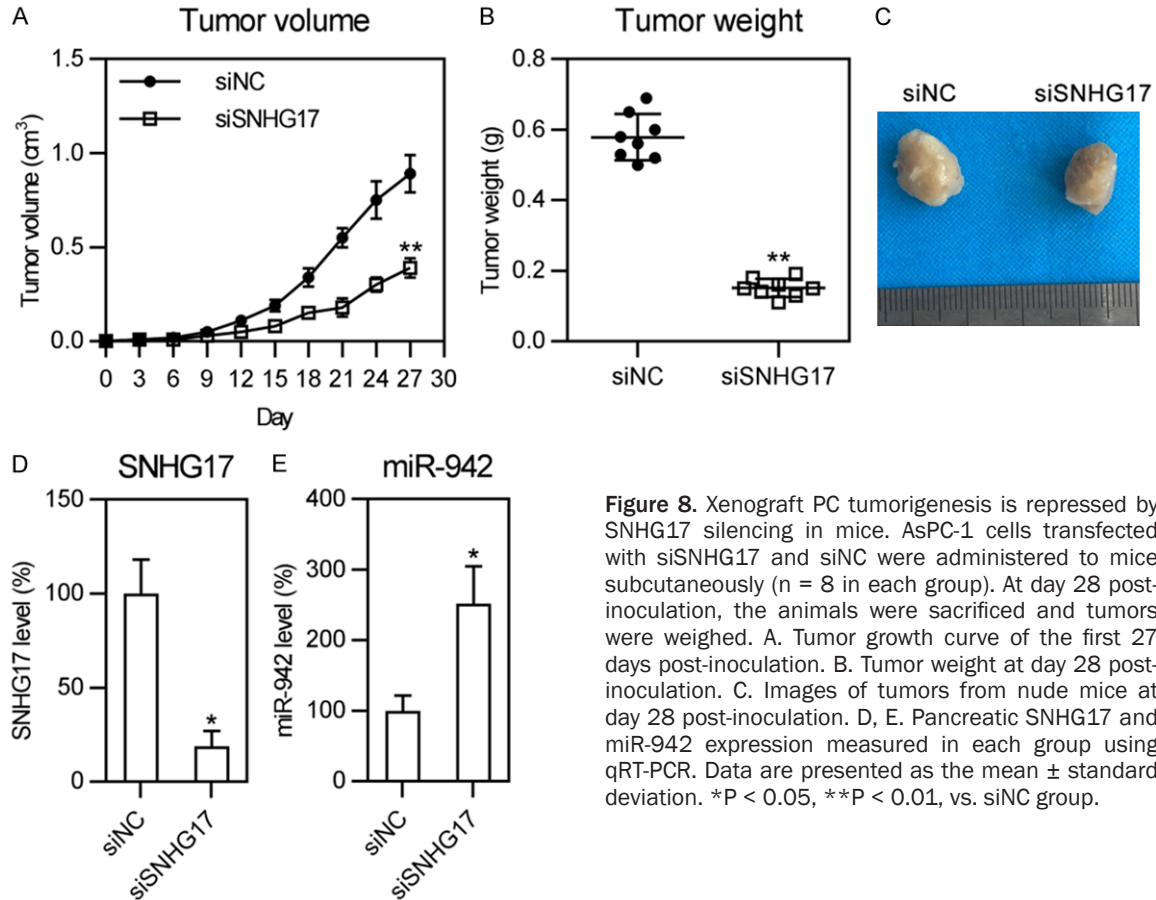 A
Tumor volume
1.5
1.0
0.5
0.0
Tumor volume (cm³)
siNC
siSNHG17
**
0 3 6 9 12 15 18 21 24 27 30
Day
B
Tumor weight
0.8
0.6
0.4
0.2
0.0
Tumor weight (g)
**
siNC siSNHG17
C
siNC siSNHG17
D
SNHG17
150
100
50
0
SNHG17 level (%)
*
siNC
siSNHG17
E
miR-942
400
300
200
100
0
miR-942 level (%)
*
siNC
siSNHG17
Figure 8. Xenograft PC tumorigenesis is repressed by
SNHG17 silencing in mice. AsPC-1 cells transfected
with siSNHG17 and siNC were administered to mice
subcutaneously (n = 8 in each group). At day 28 post-
inoculation, the animals were sacrificed and tumors
were weighed. A. Tumor growth curve of the first 27
days post-inoculation. B. Tumor weight at day 28 post-
inoculation. C. Images of tumors from nude mice at
day 28 post-inoculation. D, E. Pancreatic SNHG17 and
miR-942 expression measured in each group using
qRT-PCR. Data are presented as the mean ± standard
deviation. *P < 0.05, **P < 0.01, vs. siNC group.